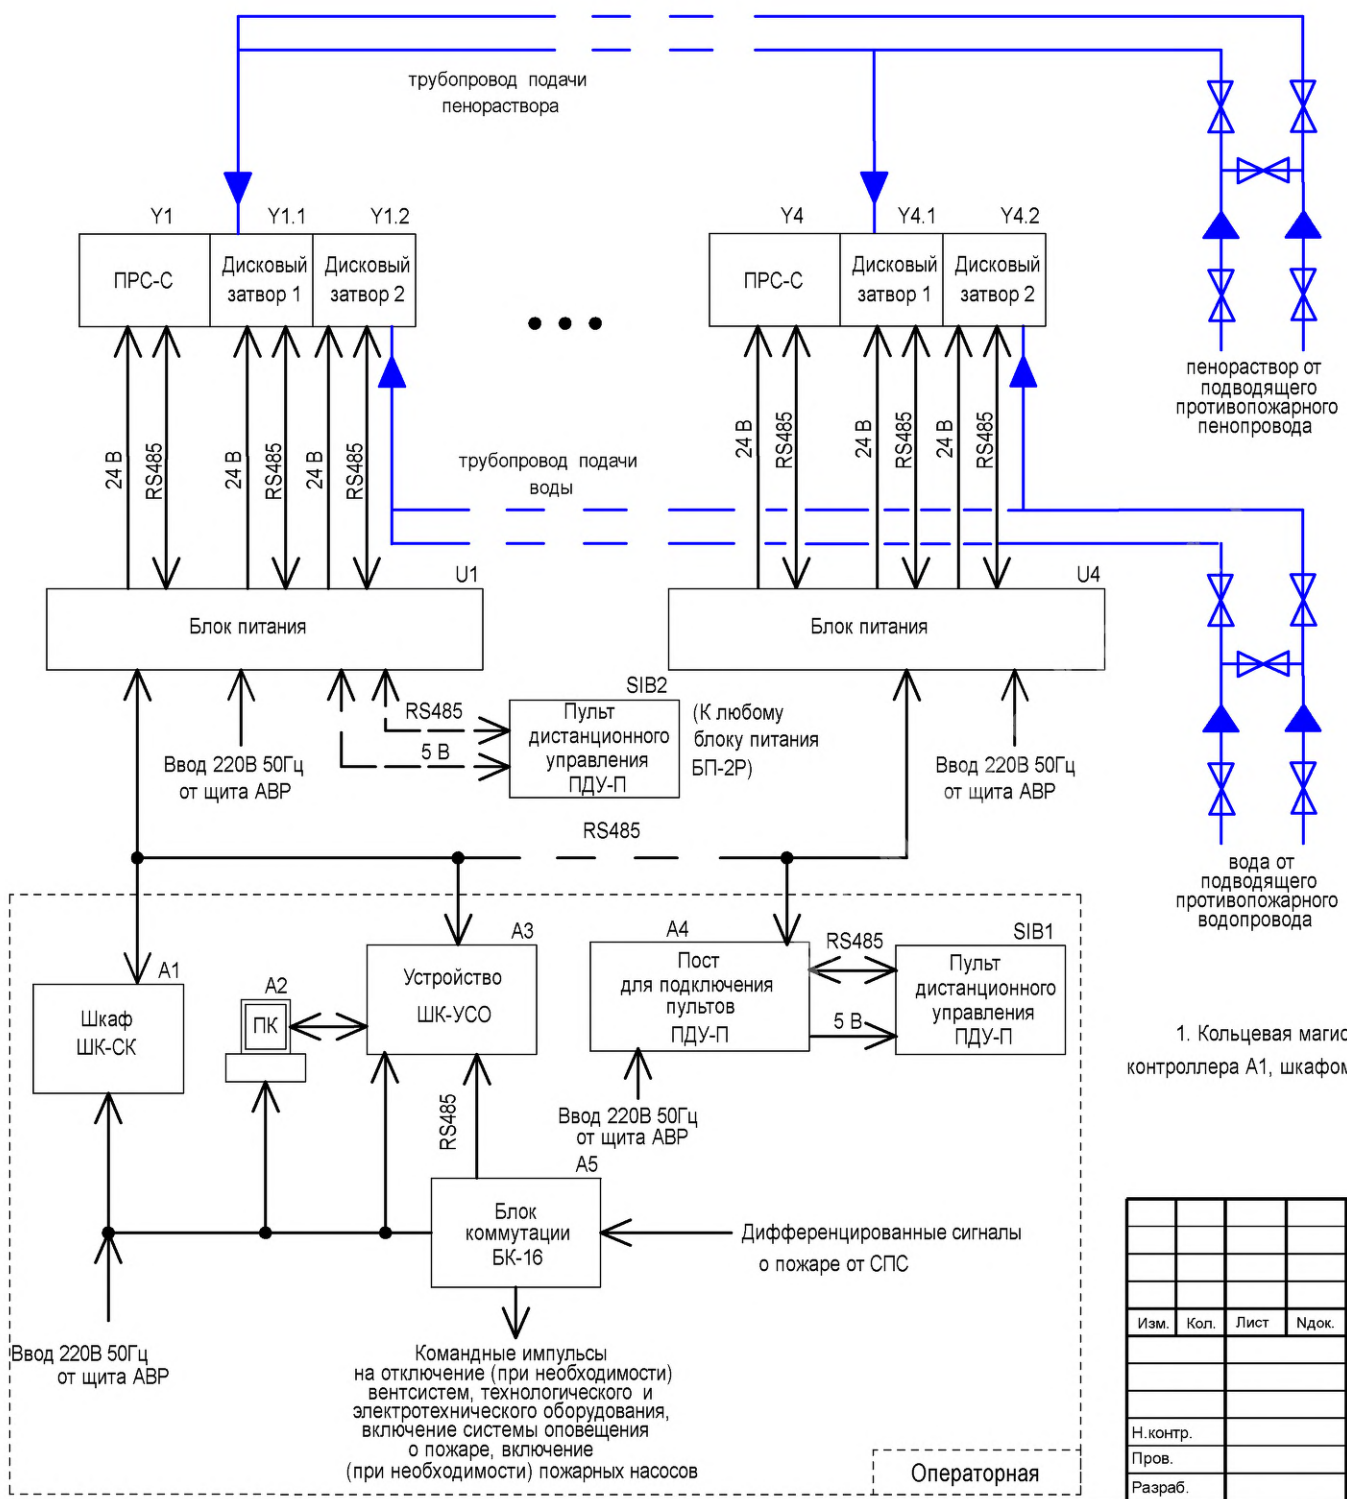 трубопровод подачи
пенораствора
Y1
Y1.1
Y1.2
Y4
Y4.1
Y4.2
ПРС-С
Дисковый
затвор 1
Дисковый
затвор 2
ПРС-С
Дисковый
затвор 1
Дисковый
затвор 2
пенораствор от
подводящего
противопожарного
пенопровода
24 В
RS485
24 В
RS485
24 В
RS485
24 В
RS485
24 В
RS485
24 В
RS485
трубопровод подачи
воды
U1
Блок питания
U4
Блок питания
RS485
5 В
SIB2
Пульт
дистанционного
управления
ПДУ-П
(К любому
блоку питания
БП-2Р)
Ввод 220В 50Гц
от щита АВР
Ввод 220В 50Гц
от щита АВР
RS485
вода от
подводящего
противопожарного
водопровода
A1
Шкаф
ШК-СК
A2
ПК
A3
Устройство
ШК-УСО
A4
Пост
для подключения
пультов
ПДУ-П
RS485
5 В
SIB1
Пульт
дистанционного
управления
ПДУ-П
1. Кольцевая магис
контроллера А1, шкафом
RS485
Ввод 220В 50Гц
от щита АВР
A5
Блок
коммутации
БК-16
Дифференцированные сигналы
о пожаре от СПС
Ввод 220В 50Гц
от щита АВР
Командные импульсы
на отключение (при необходимости)
вентсистем, технологического и
электротехнического оборудования,
включение системы оповещения
о пожаре, включение
(при необходимости) пожарных насосов
Операторная
Изм.
Кол.
Лист
Nдок.
Н.контр.
Пров.
Разраб.